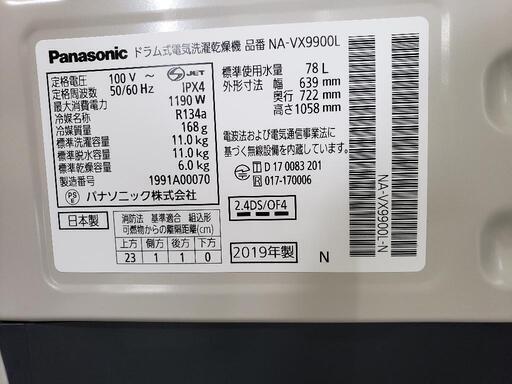 Panasonic ドラム式電気洗濯乾燥機 品番 NA-VX9900L
定格電圧 100 V ～ S JET
定格周波数 50/60 Hz IPX4
最大消費電力 1190 W
冷媒名称 R134a
冷媒質量 168 g
標準洗濯容量 11.0 kg
標準脱水容量 11.0 kg
標準乾燥容量 6.0 kg
製造番号 1991A00070
PS E パナソニック株式会社
日本製
消防法 基準適合 組込形
可燃物からの離隔距離(cm)
上方 側方 後方 下方
23 1 1 0
標準使用水量 78 L
外形寸法 幅 639 mm
奥行 722 mm
高さ 1058 mm
電波法および電気通信事業法に
基づく無線設備を内蔵しています。
T D 17 0083 201
R 017-170006
2.4DS/OF4
2019年製
N
NA-VX9900L-N